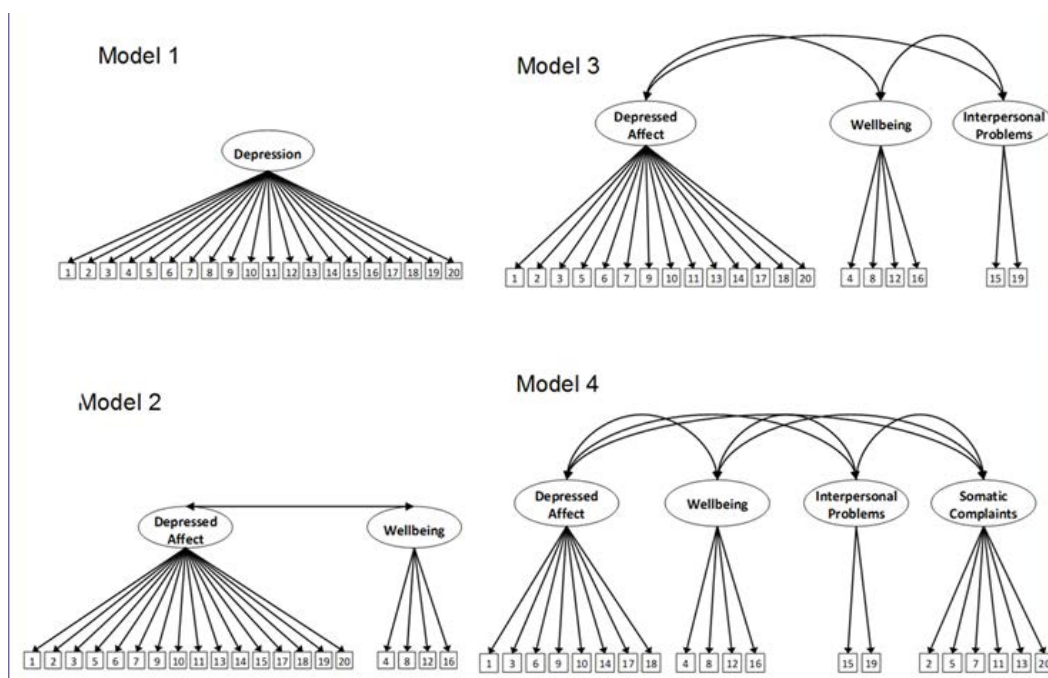 Model 1
Depression
1 2 3 4 5 6 7 8 9 10 11 12 13 14 15 16 17 18 19 20
Model 3
Depressed
Affect
Wellbeing
Interpersonal
Problems
1 2 3 5 6 7 9 10 11 13 14 17 18 20
4 8 12 16
15 19
Model 2
Depressed
Affect
Wellbeing
1 2 3 5 6 7 9 10 11 13 14 15 17 18 19 20
4 8 12 16
Model 4
Depressed
Affect
Wellbeing
Interpersonal
Problems
Somatic
Complaints
1 3 6 9 10 14 17 18
4 8 12 16
15 19
2 5 7 11 13 20